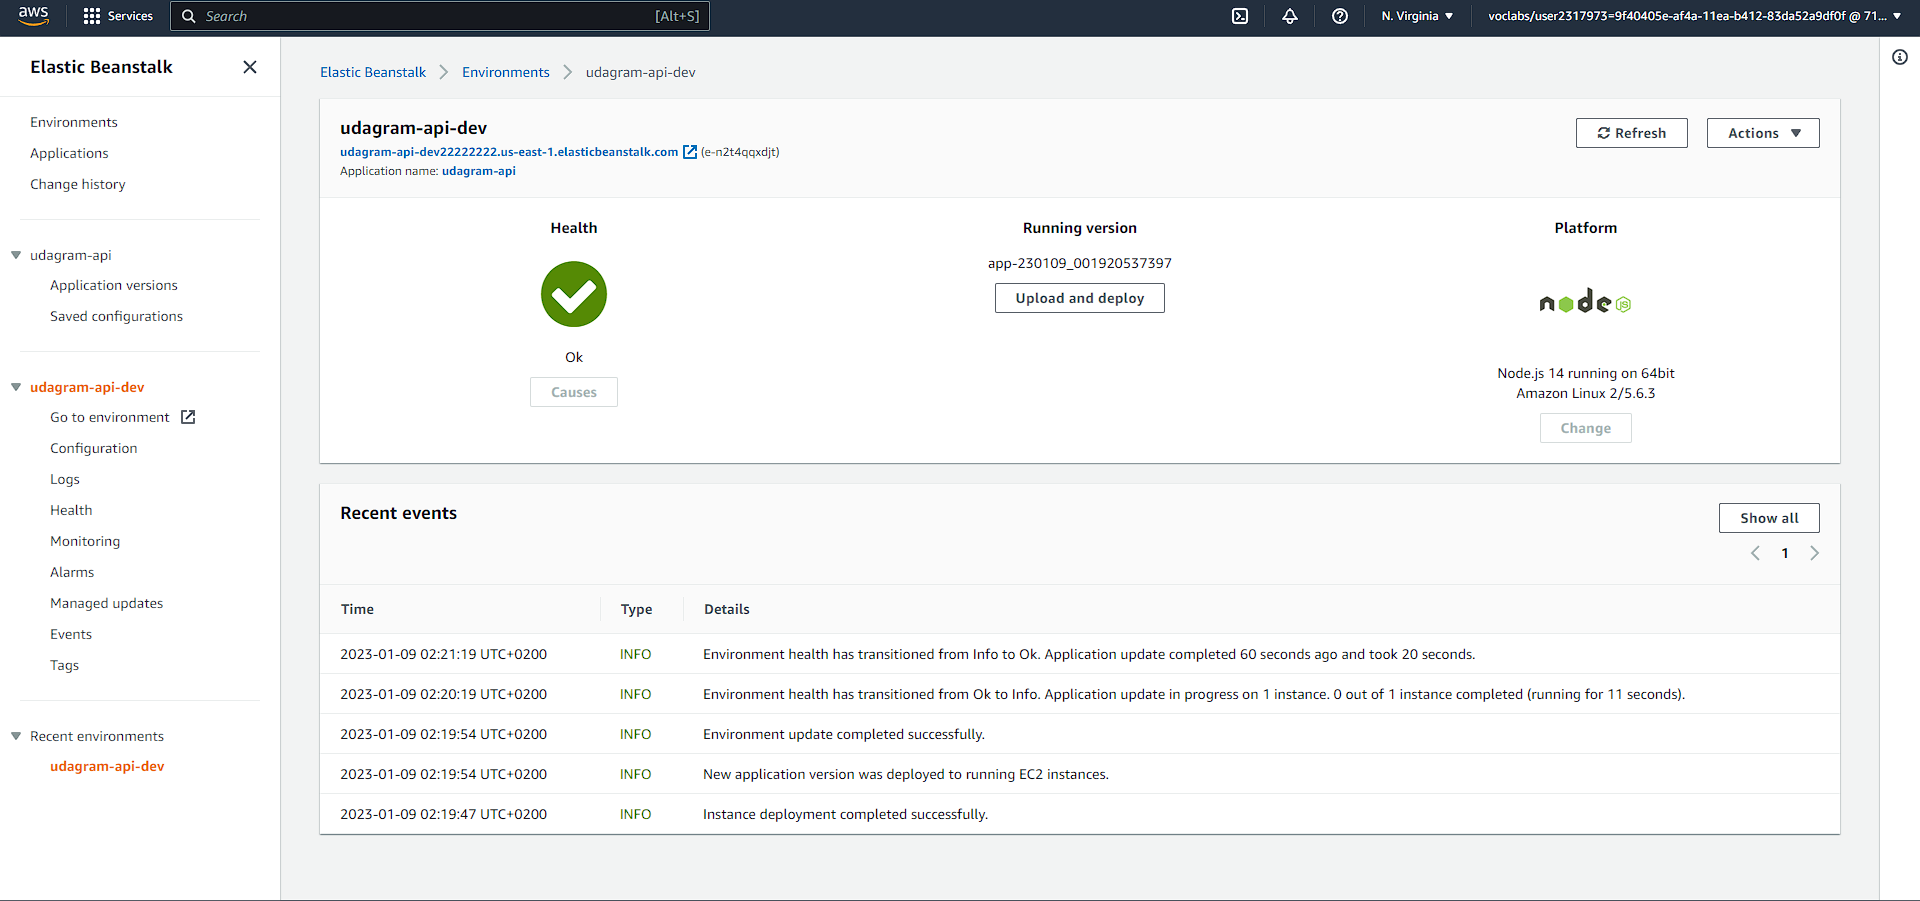 aws
Services
Search
[Alt+S]
N. Virginia
voclabs/user2317973=9f40405e-af4a-11ea-b412-83da52a9df0f @ 71...
Elastic Beanstalk
Environments
Applications
Change history
udagram-api
Application versions
Saved configurations
udagram-api-dev
Go to environment
Configuration
Logs
Health
Monitoring
Alarms
Managed updates
Events
Tags
Recent environments
udagram-api-dev
Elastic Beanstalk > Environments > udagram-api-dev
udagram-api-dev
udagram-api-dev22222222.us-east-1.elasticbeanstalk.com (e-n2t4qqxdjt)
Application name: udagram-api
Refresh
Actions
Health
Ok
Causes
Running version
app-230109_001920537397
Upload and deploy
Platform
node JS
Node.js 14 running on 64bit
Amazon Linux 2/5.6.3
Change
Recent events
Show all
1
Time Type Details
2023-01-09 02:21:19 UTC+0200 INFO Environment health has transitioned from Info to Ok. Application update completed 60 seconds ago and took 20 seconds.
2023-01-09 02:20:19 UTC+0200 INFO Environment health has transitioned from Ok to Info. Application update in progress on 1 instance. 0 out of 1 instance completed (running for 11 seconds).
2023-01-09 02:19:54 UTC+0200 INFO Environment update completed successfully.
2023-01-09 02:19:54 UTC+0200 INFO New application version was deployed to running EC2 instances.
2023-01-09 02:19:47 UTC+0200 INFO Instance deployment completed successfully.